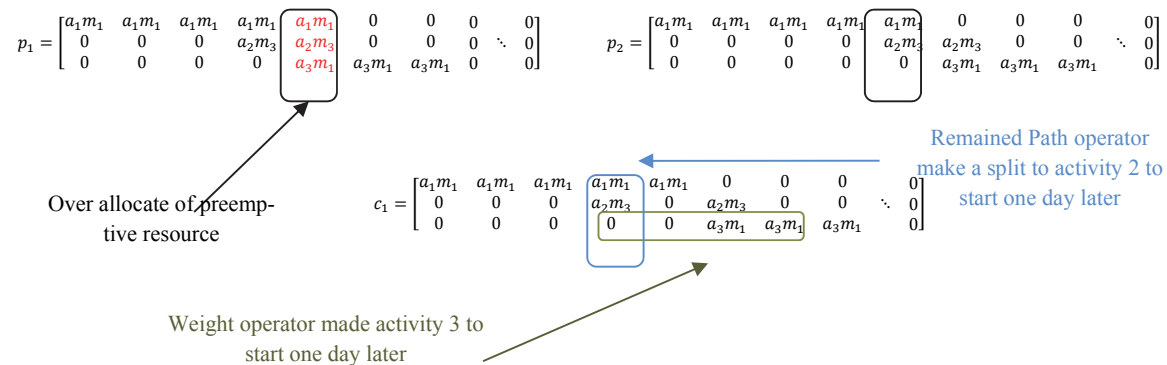 a₁m₁ a₁m₁ a₁m₁ a₁m₁ a₁m₁ 0 0 0 0
p₁ = 0 0 0 a₂m₃ a₂m₃ 0 0 0 ⋱ 0
0 0 0 0 a₃m₁ a₃m₁ a₃m₁ 0 0
a₁m₁ a₁m₁ a₁m₁ a₁m₁ a₁m₁ 0 0 0 0
p₂ = 0 0 0 0 a₂m₃ a₂m₃ 0 0 ⋱ 0
0 0 0 0 0 a₃m₁ a₃m₁ a₃m₁ 0
Over allocate of preemp-
tive resource
a₁m₁ a₁m₁ a₁m₁ a₁m₁ a₁m₁ 0 0 0 0
c₁ = 0 0 0 a₂m₃ 0 a₂m₃ 0 0 ⋱ 0
0 0 0 0 0 a₃m₁ a₃m₁ a₃m₁ 0
Remained Path operator
make a split to activity 2 to
start one day later
Weight operator made activity 3 to
start one day later